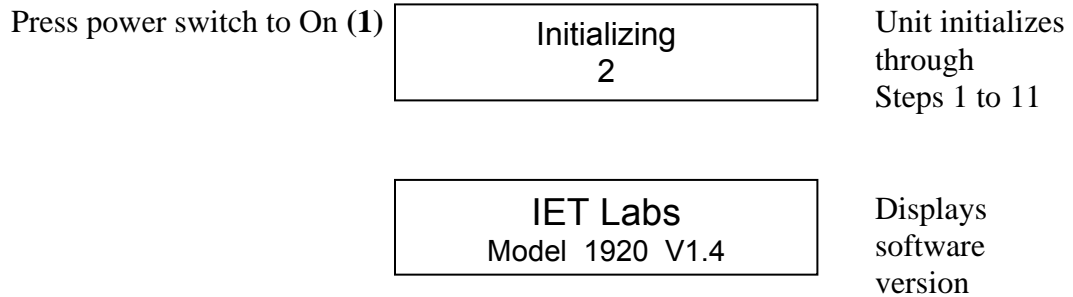 Press power switch to On (1)
Initializing
2
Unit initializes
through
Steps 1 to 11
IET Labs
Model 1920 V1.4
Displays
software
version